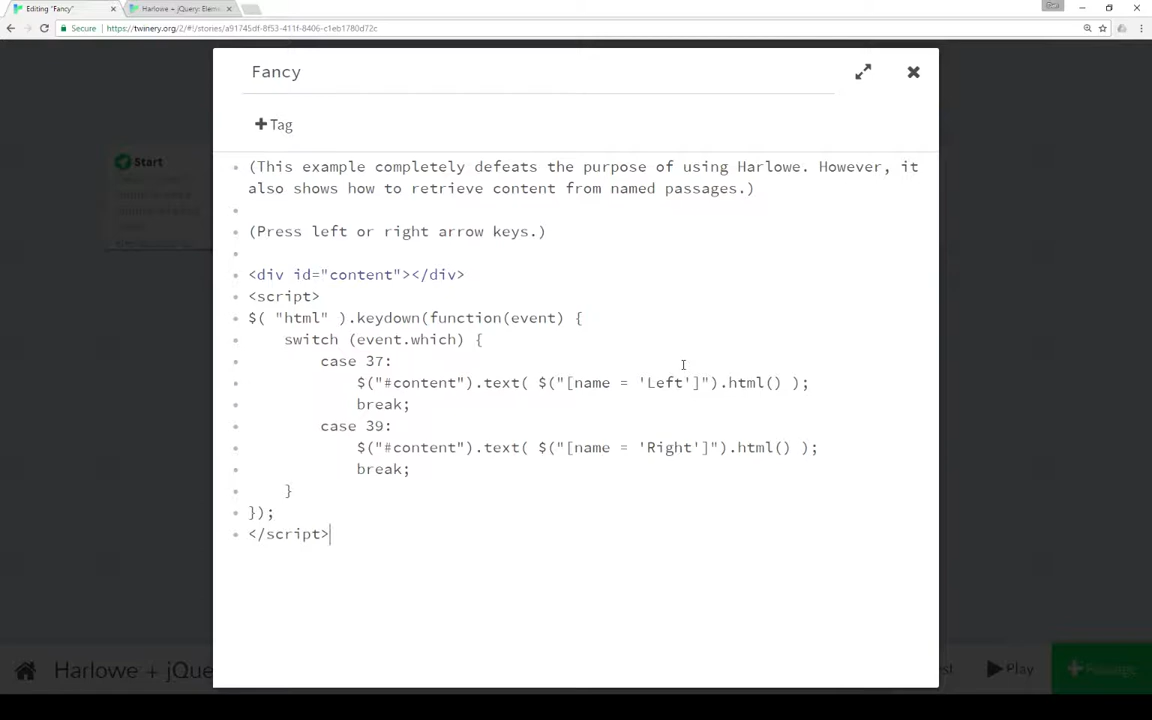 Editing "Fancy"
Harlowe + jQuery: Elem
Secure
https://twinery.org/2/#!/stories/a91745df-8f53-411f-8406-c1eb1780d72c
Fancy
Tag
Start
(This example completely defeats the purpose of using Harlowe. However, it
also shows how to retrieve content from named passages.)
(Press left or right arrow keys.)
<div id="content"></div>
<script>
$( "html" ).keydown(function(event) {
switch (event.which) {
case 37:
$("#content").text( $("[name = 'Left']").html() );
break;
case 39:
$("#content").text( $("[name = 'Right']").html() );
break;
}
});
</script>
Harlowe + jQue
Play
Passage